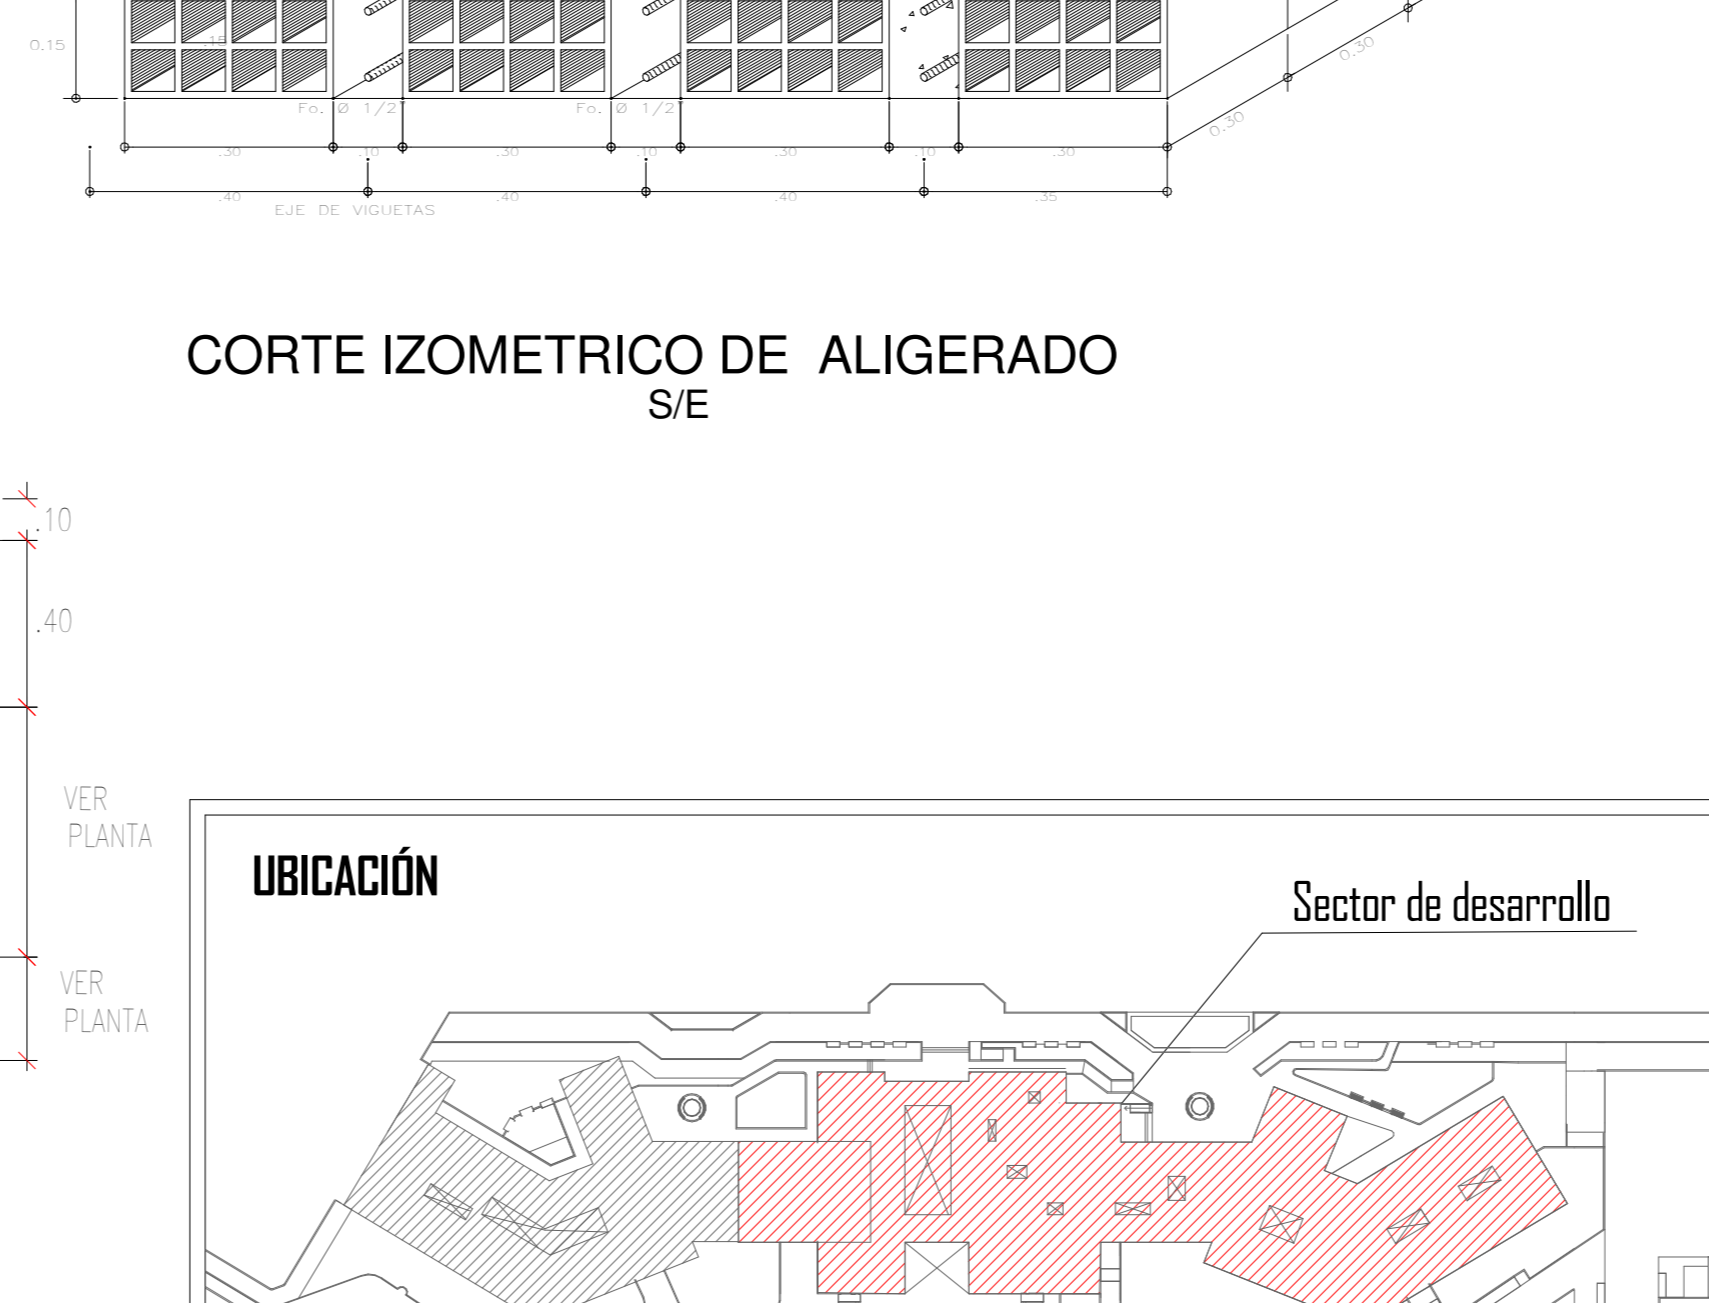 0.15
.15
0.30
0.30
Fo. Ø 1/2"
Fo. Ø 1/2"
.30 .10 .30 .10 .30 .10 .30
.40 .40 .40 .35
EJE DE VIGUETAS
CORTE IZOMETRICO DE ALIGERADO
S/E
.10
.40
VER
PLANTA
VER
PLANTA
UBICACIÓN
Sector de desarrollo